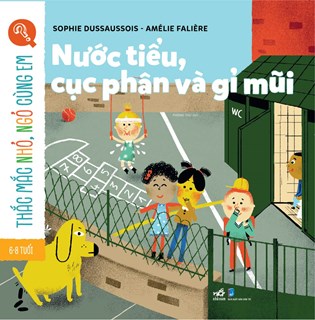 SOPHIE DUSSAUSSOIS - AMÉLIE FALIÈRE
Nước tiểu,
cục phân và gỉ mũi
THẮC MẮC NHỎ, NGỎ CÙNG EM
6-8 TUỔI
WC